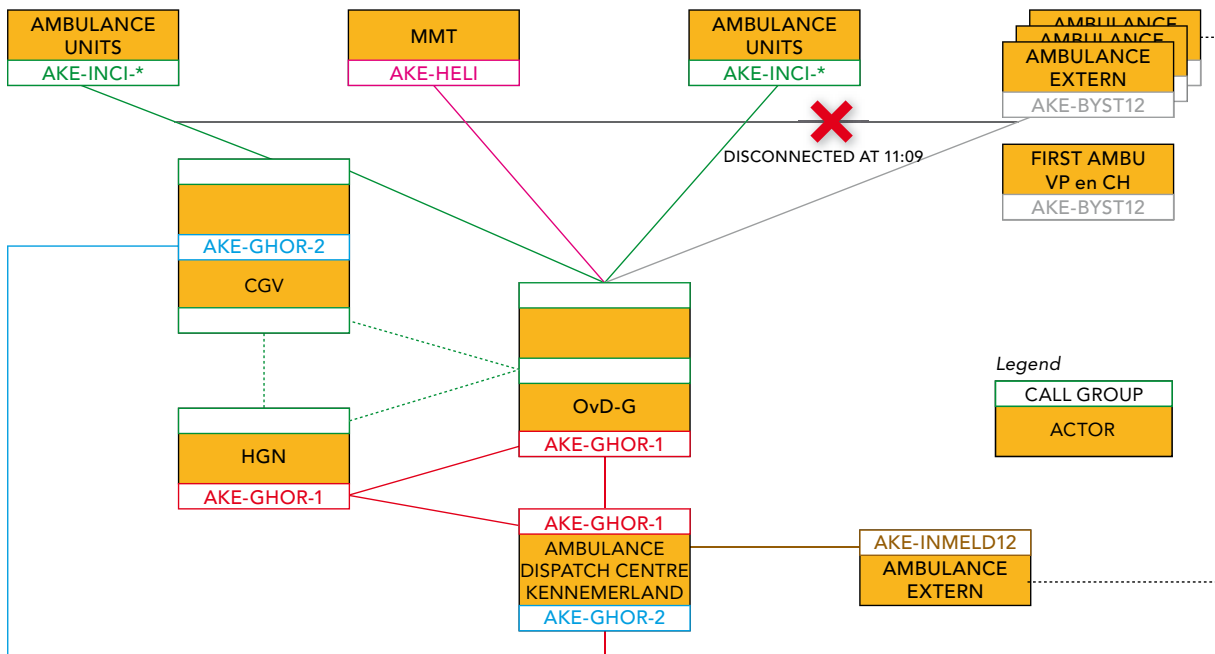 AMBULANCE
UNITS
AKE-INCI-*
MMT
AKE-HELI
AMBULANCE
UNITS
AKE-INCI-*
AMBULANCE
AMBULANCE
AMBULANCE
EXTERN
AKE-BYST12
DISCONNECTED AT 11:09
FIRST AMBU
VP en CH
AKE-BYST12
AKE-GHOR-2
CGV
OvD-G
AKE-GHOR-1
HGN
AKE-GHOR-1
Legend
CALL GROUP
ACTOR
AKE-GHOR-1
AMBULANCE
DISPATCH CENTRE
KENNEMERLAND
AKE-GHOR-2
AKE-INMELD12
AMBULANCE
EXTERN